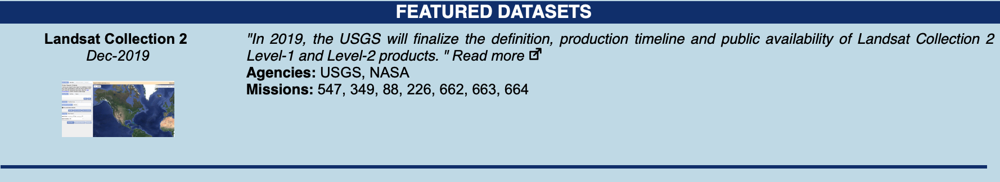 FEATURED DATASETS
Landsat Collection 2
Dec-2019
"In 2019, the USGS will finalize the definition, production timeline and public availability of Landsat Collection 2
Level-1 and Level-2 products. " Read more
Agencies: USGS, NASA
Missions: 547, 349, 88, 226, 662, 663, 664